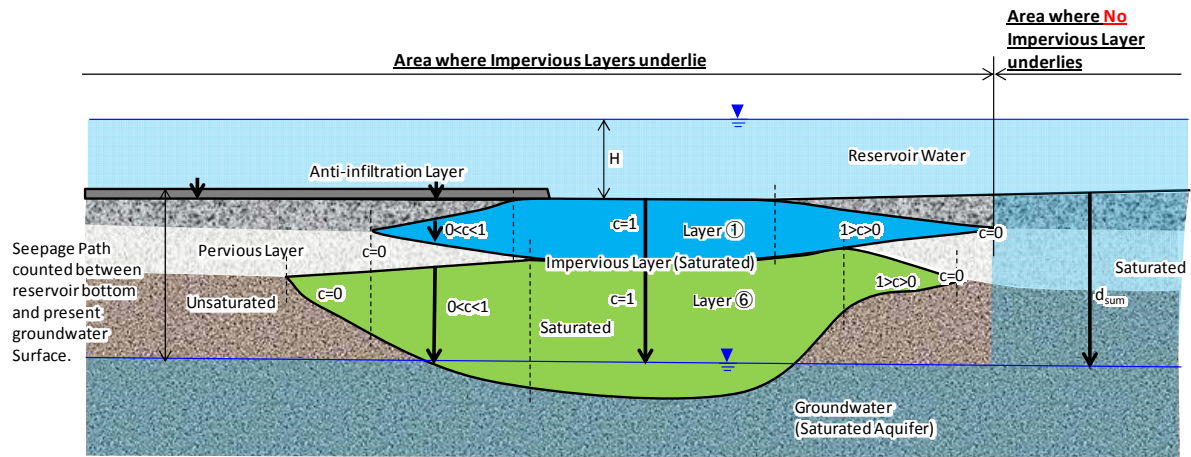 Area where No
Impervious Layer
underlies
Area where Impervious Layers underlie
H
Reservoir Water
Anti-infiltration Layer
0<c<1
c=1
Layer ①
1>c>0
c=0
Pervious Layer
c=0
Impervious Layer (Saturated)
Seepage Path
counted between
reservoir bottom
and present
groundwater
Surface.
Unsaturated
c=0
0<c<1
Saturated
c=1
Layer ⑥
1>c>0
c=0
Saturated
dsum
Groundwater
(Saturated Aquifer)